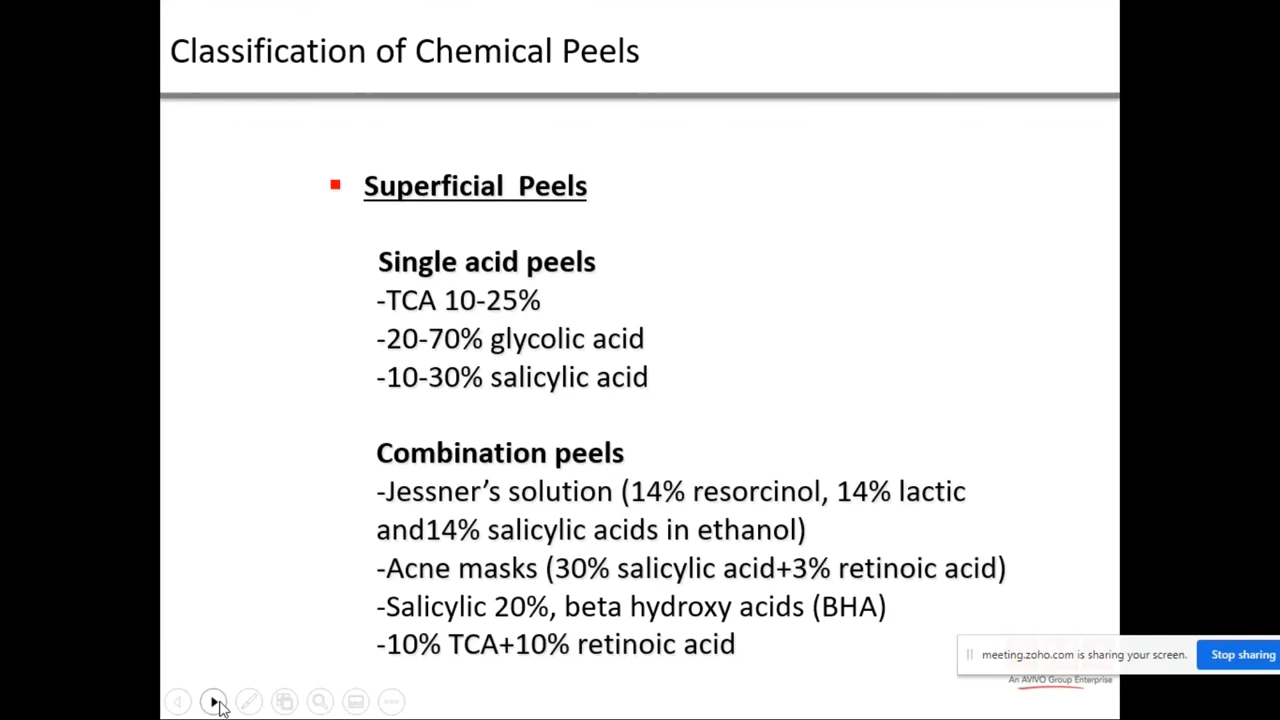 Classification of Chemical Peels
▪ Superficial Peels
Single acid peels
-TCA 10-25%
-20-70% glycolic acid
-10-30% salicylic acid
Combination peels
-Jessner’s solution (14% resorcinol, 14% lactic
and14% salicylic acids in ethanol)
-Acne masks (30% salicylic acid+3% retinoic acid)
-Salicylic 20%, beta hydroxy acids (BHA)
-10% TCA+10% retinoic acid
meeting.zoho.com is sharing your screen.
Stop sharing
An AVIVO Group Enterprise